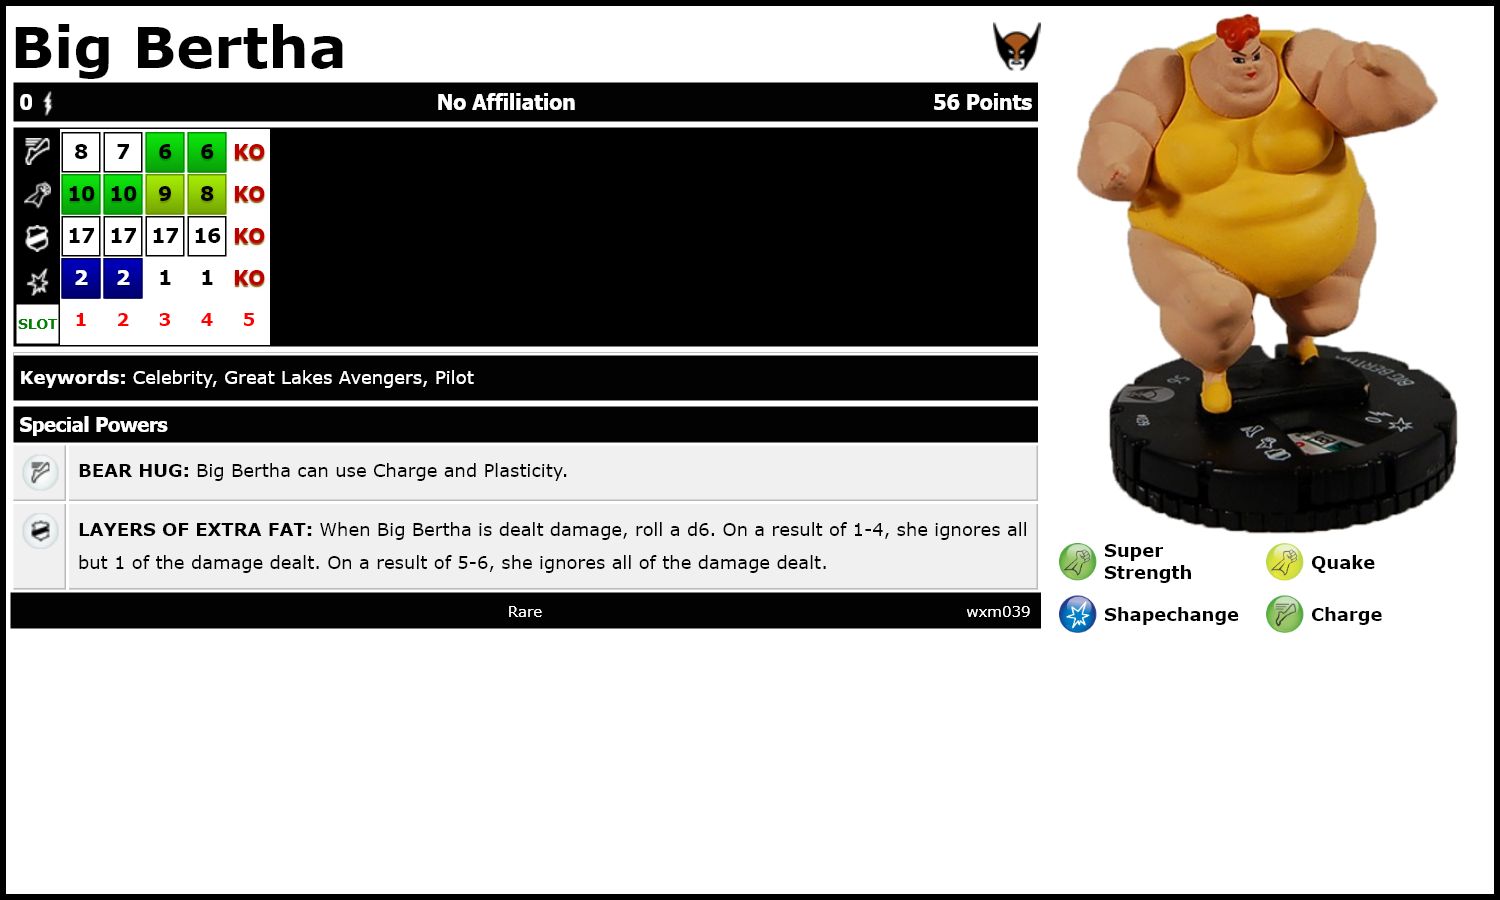 Big Bertha
0 No Affiliation 56 Points
8 7 6 6 KO
10 10 9 8 KO
17 17 17 16 KO
2 2 1 1 KO
SLOT 1 2 3 4 5
Keywords: Celebrity, Great Lakes Avengers, Pilot
Special Powers
BEAR HUG: Big Bertha can use Charge and Plasticity.
LAYERS OF EXTRA FAT: When Big Bertha is dealt damage, roll a d6. On a result of 1-4, she ignores all
but 1 of the damage dealt. On a result of 5-6, she ignores all of the damage dealt.
Rare wxm039
BIG BERTHA
56
#039
0
Super
Strength
Quake
Shapechange
Charge